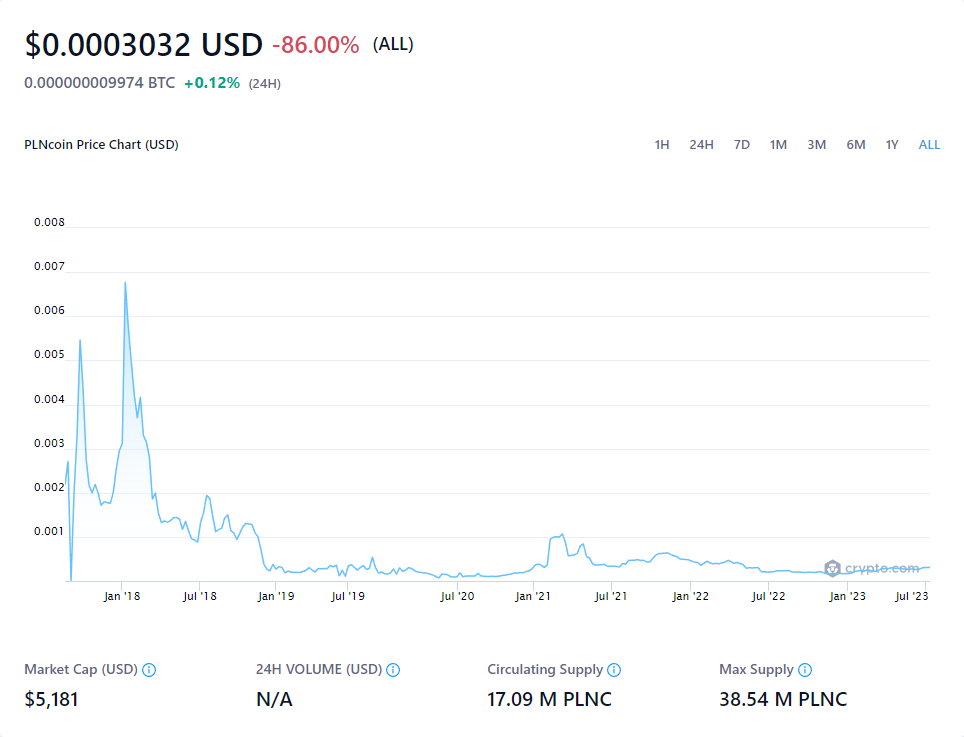 $0.0003032 USD -86.00% (ALL)
0.000000009974 BTC +0.12% (24H)
PLNcoin Price Chart (USD) 1H 24H 7D 1M 3M 6M 1Y ALL
0.008
0.007
0.006
0.005
0.004
0.003
0.002
0.001
crypto.com
Jan '18 Jul '18 Jan '19 Jul '19 Jul '20 Jan '21 Jul '21 Jan '22 Jul '22 Jan '23 Jul '23
Market Cap (USD) 24H VOLUME (USD) Circulating Supply Max Supply
$5,181 N/A 17.09 M PLNC 38.54 M PLNC